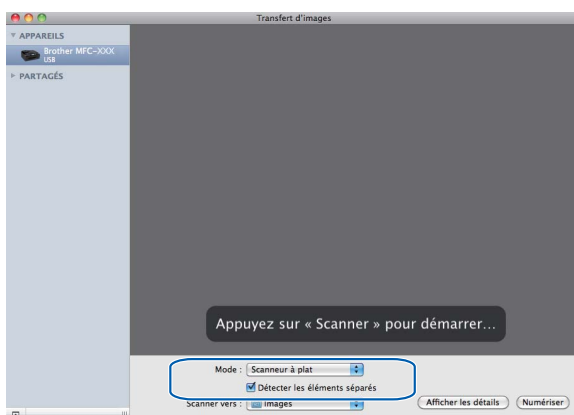 Transfert d'images
APPAREILS
Brother MFC-XXX
USB
PARTAGÉS
Appuyez sur « Scanner » pour démarrer...
Mode : Scanneur à plat
Détecter les éléments séparés
Scanner vers : Images
Afficher les détails
Numériser